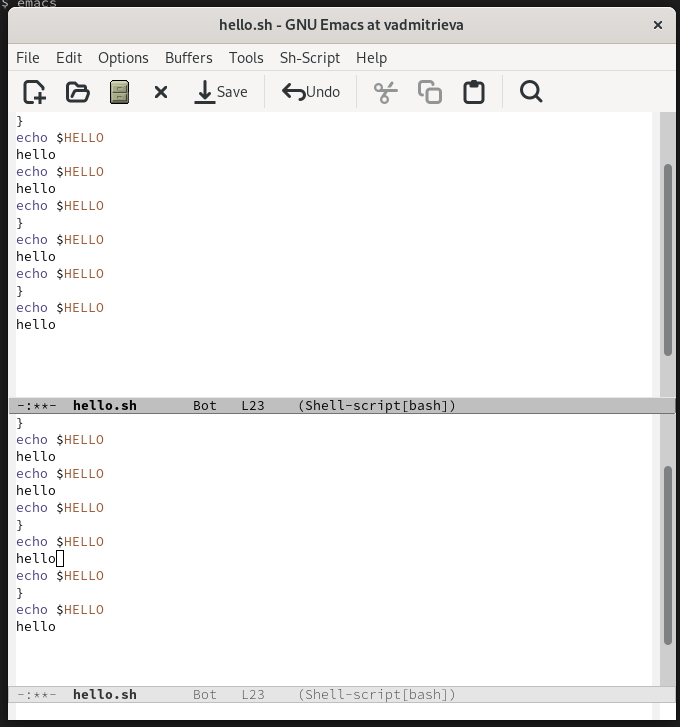 $ emacs
hello.sh - GNU Emacs at vadmitrieva ×
File Edit Options Buffers Tools Sh-Script Help
Save Undo
}
echo $HELLO
hello
echo $HELLO
hello
echo $HELLO
}
echo $HELLO
hello
echo $HELLO
}
echo $HELLO
hello
-:**- hello.sh Bot L23 (Shell-script[bash])
}
echo $HELLO
hello
echo $HELLO
hello
echo $HELLO
}
echo $HELLO
hello
echo $HELLO
}
echo $HELLO
hello
-:**- hello.sh Bot L23 (Shell-script[bash])